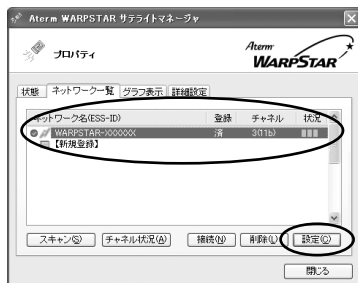 Aterm WARPSTAR サテライトマネージャ
プロパティ
Aterm
WARPSTAR
状態 ネットワーク一覧 グラフ表示 詳細設定
ネットワーク名(ESS-ID) 登録 チャネル 状況
WARPSTAR-XXXXXX 済 3(11b)
【新規登録】
スキャン(S) チャネル状況(A) 接続(N) 削除(L) 設定(C)
閉じる